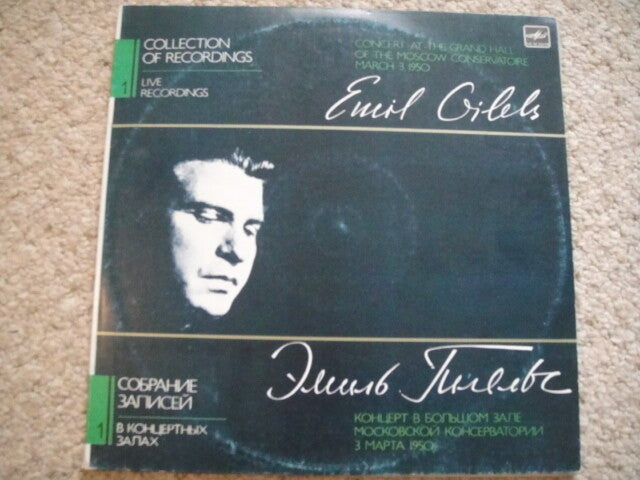 COLLECTION
OF RECORDINGS
1
LIVE
RECORDINGS
CONCERT AT THE GRAND HALL
OF THE MOSCOW CONSERVATOIRE
MARCH 3, 1950
Emil Gilels
Эмиль Гилельс
СОБРАНИЕ
ЗАПИСЕЙ
1
В КОНЦЕРТНЫХ
ЗАЛАХ
КОНЦЕРТ В БОЛЬШОМ ЗАЛЕ
МОСКОВСКОЙ КОНСЕРВАТОРИИ
3 МАРТА 1950